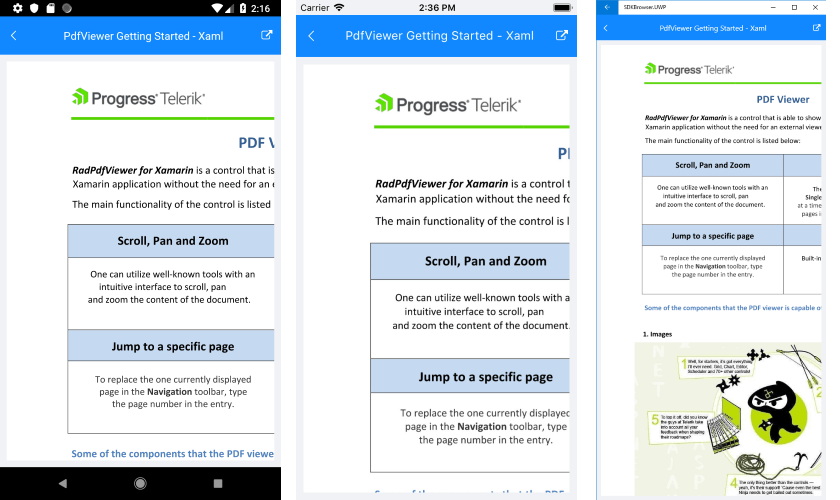 2:16
PdfViewer Getting Started - Xaml
Progress Telerik
PDF V
RadPdfViewer for Xamarin is a control that is
Xamarin application without the need for an e
The main functionality of the control is listed
Scroll, Pan and Zoom
One can utilize well-known tools with an
intuitive interface to scroll, pan
and zoom the content of the document.
Jump to a specific page
To replace the one currently displayed
page in the Navigation toolbar, type
the page number in the entry.
Some of the components that the PDF viewe
Carrier
2:36 PM
PdfViewer Getting Started - Xaml
Progress Telerik
RadPdfViewer for Xamarin is a control t
Xamarin application without the need fo
The main functionality of the control is l
Scroll, Pan and Zoom
One can utilize well-known tools with a
intuitive interface to scroll, pan
and zoom the content of the document.
Jump to a specific page
To replace the one currently displayed
page in the Navigation toolbar, type
the page number in the entry.
SDKBrowser.UWP
PdfViewer Getting Started - Xaml
Progress Telerik
PDF Viewer
RadPdfViewer for Xamarin is a control that is able to show
Xamarin application without the need for an external viewe
The main functionality of the control is listed below:
Scroll, Pan and Zoom
One can utilize well-known tools with an
intuitive interface to scroll, pan
and zoom the content of the document.
The
Single
at a time
pages i
Jump to a specific page
To replace the one currently displayed
page in the Navigation toolbar, type
the page number in the entry.
Built-in
Some of the components that the PDF viewer is capable o
1. Images
1
Well, for starters, it's got everything
I'll ever need. Grid, Chart, Editor,
Scheduler and 70+ other controls!
5
To top it off, did you know
the guys at Telerik take
into account all your
feedback when shaping
their roadmaps?
4
The only thing better than the controls —
yeah, it's their support! 'Cause even the best
Ninja needs to get bailed out sometimes.